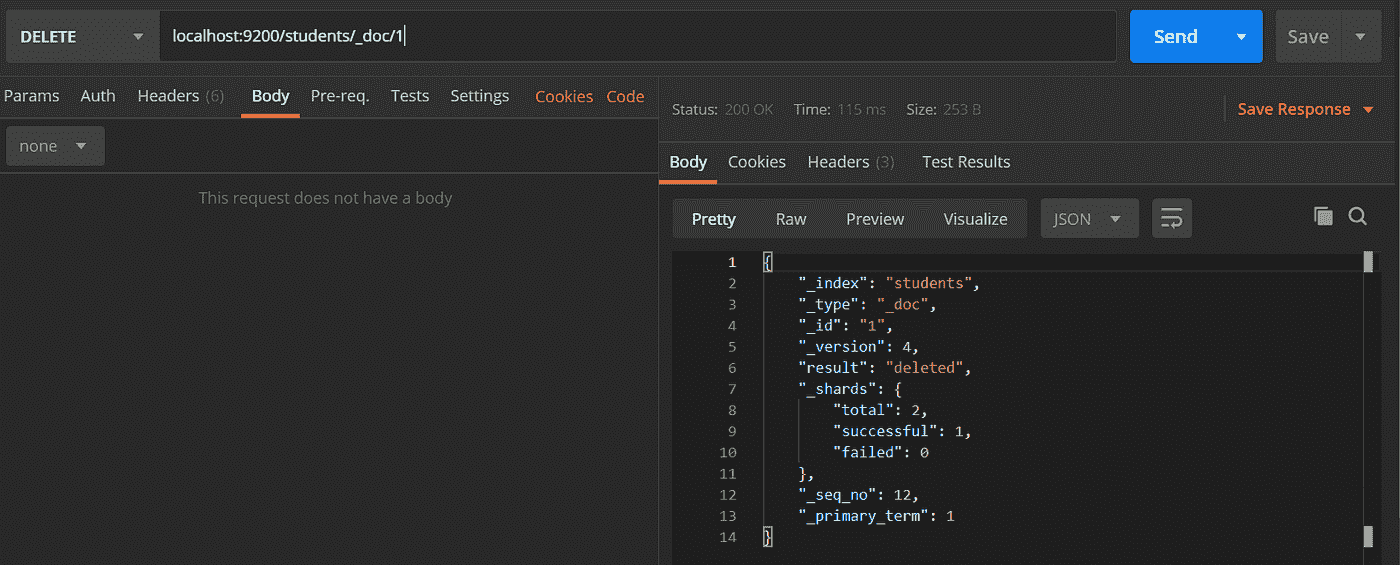 DELETE localhost:9200/students/_doc/1 Send Save
Params Auth Headers (6) Body Pre-req. Tests Settings Cookies Code
none
This request does not have a body
Status: 200 OK Time: 115 ms Size: 253 B Save Response
Body Cookies Headers (3) Test Results
Pretty Raw Preview Visualize JSON
1 {
2 "_index": "students",
3 "_type": "_doc",
4 "_id": "1",
5 "_version": 4,
6 "result": "deleted",
7 "_shards": {
8 "total": 2,
9 "successful": 1,
10 "failed": 0
11 },
12 "_seq_no": 12,
13 "_primary_term": 1
14 }